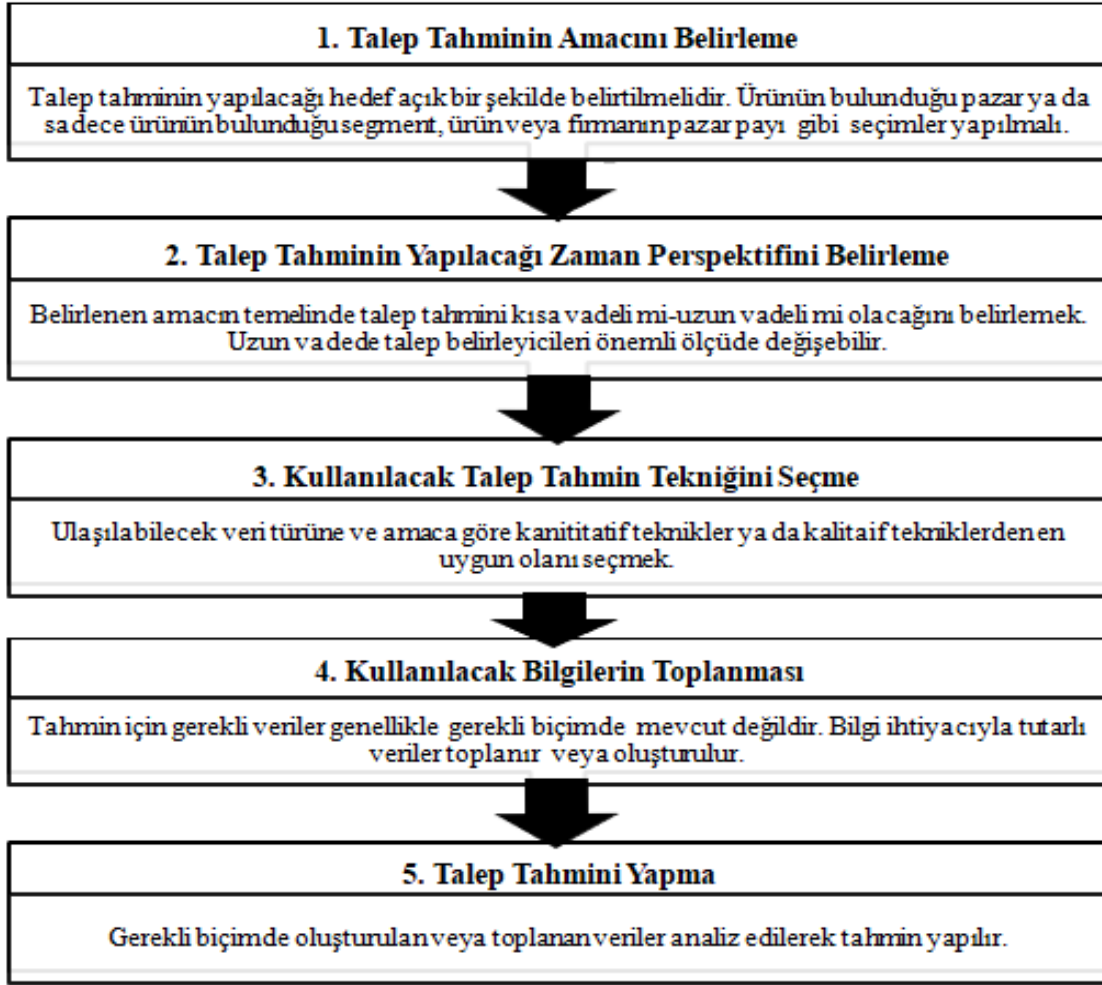 1. Talep Tahminin Amacını Belirleme
Talep tahminin yapılacağı hedef açık bir şekilde belirtilmelidir. Ürünün bulunduğu pazar ya da
sadece ürünün bulunduğu segment, ürün veya firmanın pazar payı gibi seçimler yapılmalı.
2. Talep Tahminin Yapılacağı Zaman Perspektifini Belirleme
Belirlenen amacın temelinde talep tahmini kısa vadeli mi-uzun vadeli mi olacağını belirlemek.
Uzun vadede talep belirleyicileri önemli ölçüde değişebilir.
3. Kullanılacak Talep Tahmin Tekniğini Seçme
Ulaşılabilecek veri türüne ve amaca göre kanititatif teknikler ya da kalitaif tekniklerden en
uygun olanı seçmek.
4. Kullanılacak Bilgilerin Toplanması
Tahmin için gerekli veriler genellikle gerekli biçimde mevcut değildir. Bilgi ihtiyacıyla tutarlı
veriler toplanır veya oluşturulur.
5. Talep Tahmini Yapma
Gerekli biçimde oluşturulan veya toplanan veriler analiz edilerek tahmin yapılır.